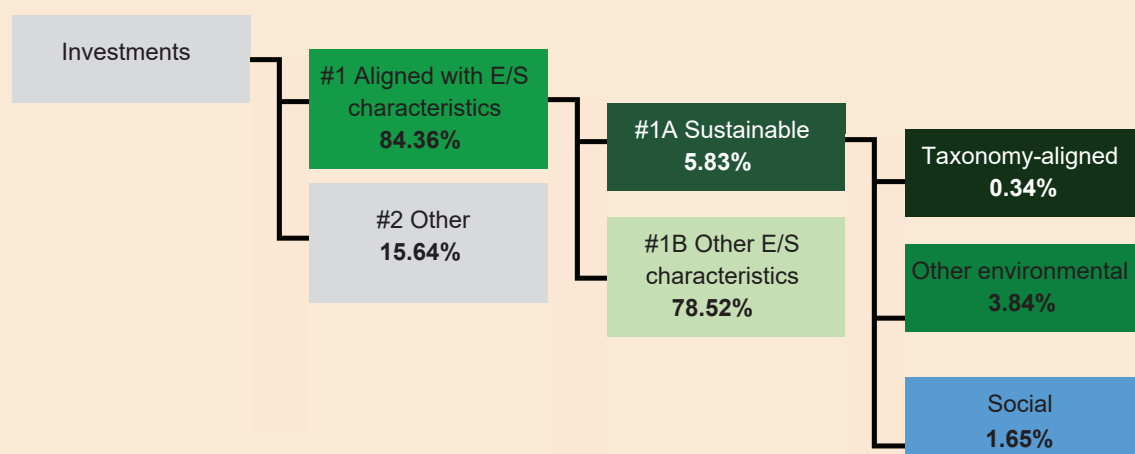 Investments
#1 Aligned with E/S
characteristics
84.36%
#2 Other
15.64%
#1A Sustainable
5.83%
#1B Other E/S
characteristics
78.52%
Taxonomy-aligned
0.34%
Other environmental
3.84%
Social
1.65%